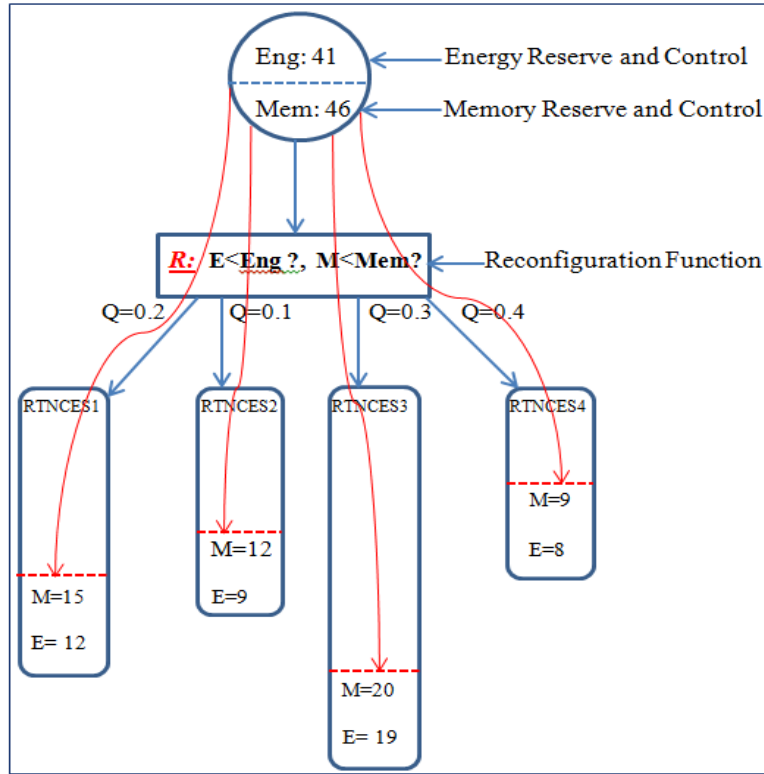 Eng: 41
Energy Reserve and Control
Mem: 46
Memory Reserve and Control
R: E<Eng ?, M<Mem?
Reconfiguration Function
Q=0.2
Q=0.1
Q=0.3
Q=0.4
RTNCES1
RTNCES2
RTNCES3
RTNCES4
M=9
E=8
M=12
E=9
M=15
E= 12
M=20
E= 19